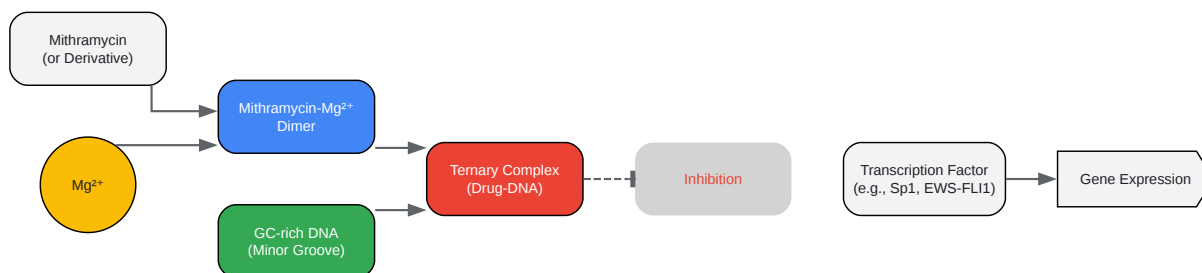 Mithramycin
(or Derivative)
Mg²⁺
Mithramycin-Mg²⁺
Dimer
GC-rich DNA
(Minor Groove)
Ternary Complex
(Drug-DNA)
Inhibition
Transcription Factor
(e.g., Sp1, EWS-FLI1)
Gene Expression